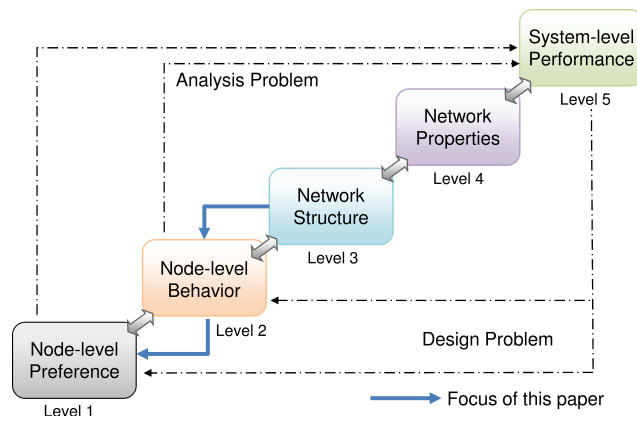 System-level
Performance
Level 5
Analysis Problem
Network
Properties
Level 4
Network
Structure
Level 3
Node-level
Behavior
Level 2
Design Problem
Node-level
Preference
Level 1
Focus of this paper